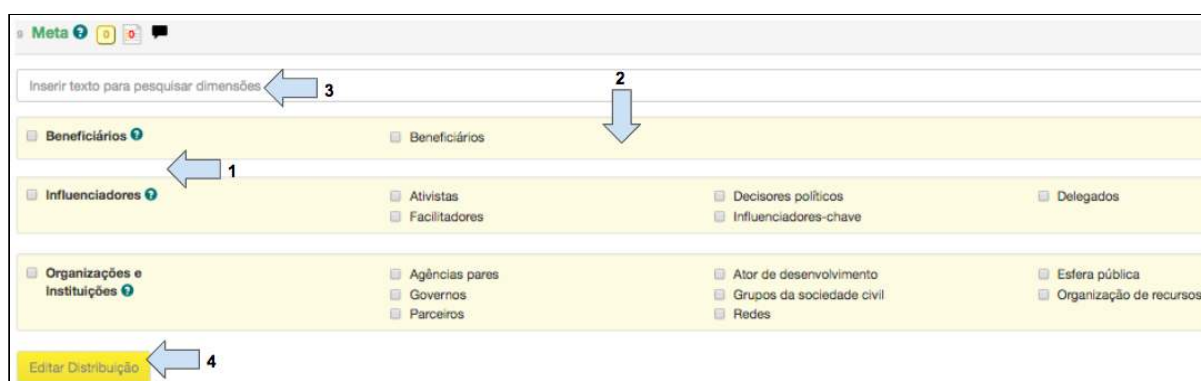 9 Meta ? 0 0
Inserir texto para pesquisar dimensões 3
2
Beneficiários ? Beneficiários
1
Influenciadores ? Ativistas Decisores políticos Delegados
Facilitadores Influenciadores-chave
Organizações e Agências pares Ator de desenvolvimento Esfera pública
Instituições ? Governos Grupos da sociedade civil Organização de recursos
Parceiros Redes
Editar Distribuição 4